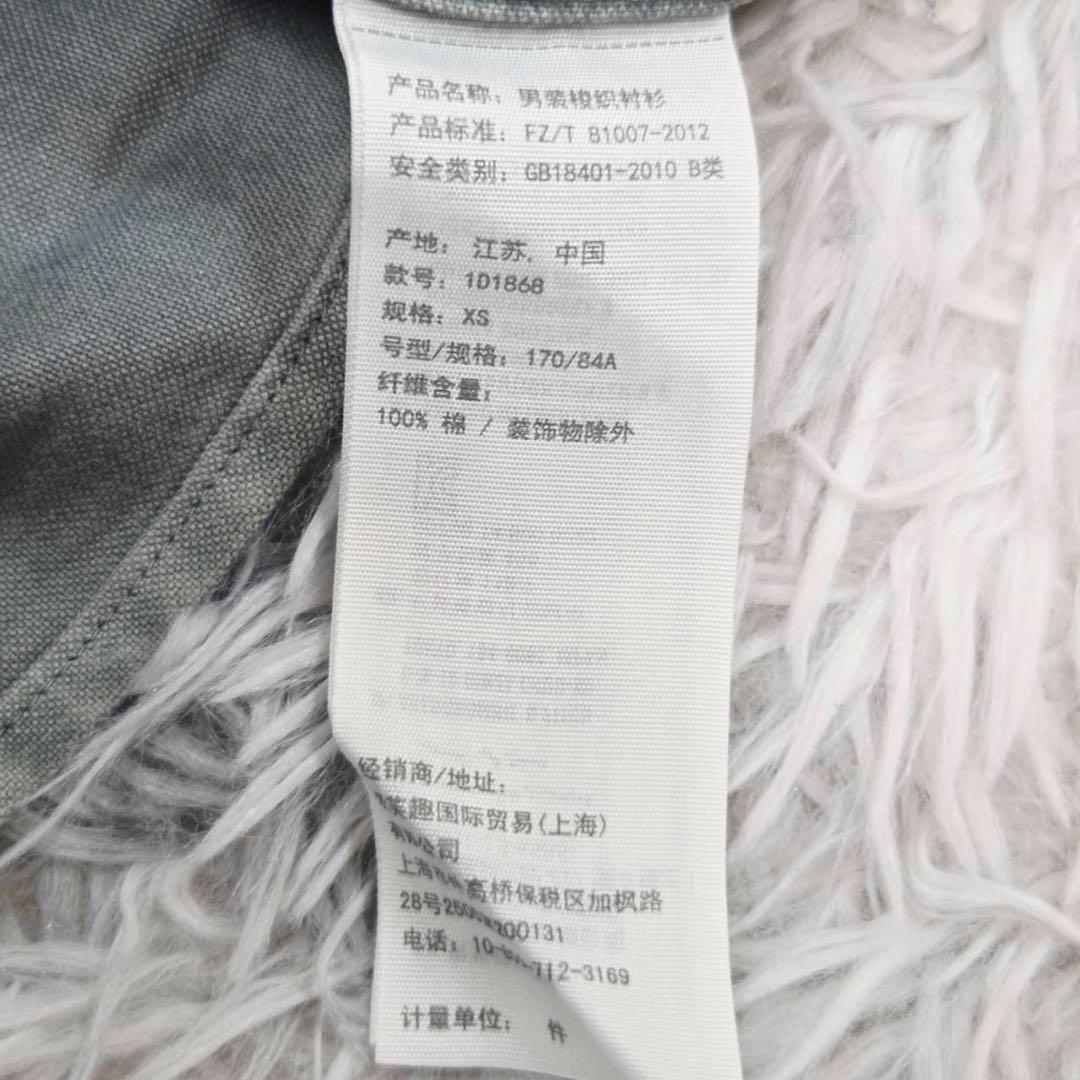 产品名称：男装梭织衬衫
产品标准：FZ/T 81007-2012
安全类别：GB18401-2010 B类
产地：江苏，中国
款号：1D1868
规格：XS
号型/规格：170/84A
纤维含量：
100% 棉 / 装饰物除外
经销商/地址：
莱趣国际贸易(上海)
有限公司
高桥保税区加枫路
28号
电话：
计量单位： 件